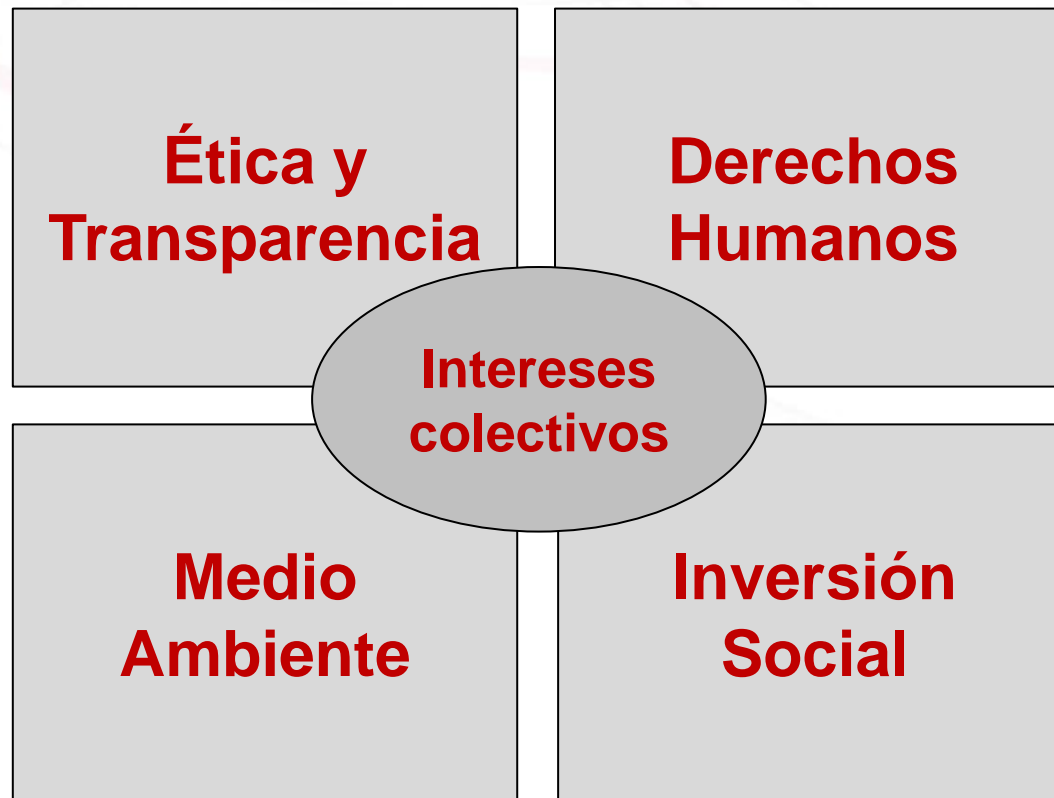 Ética y
Transparencia
Derechos
Humanos
Intereses
colectivos
Medio
Ambiente
Inversión
Social